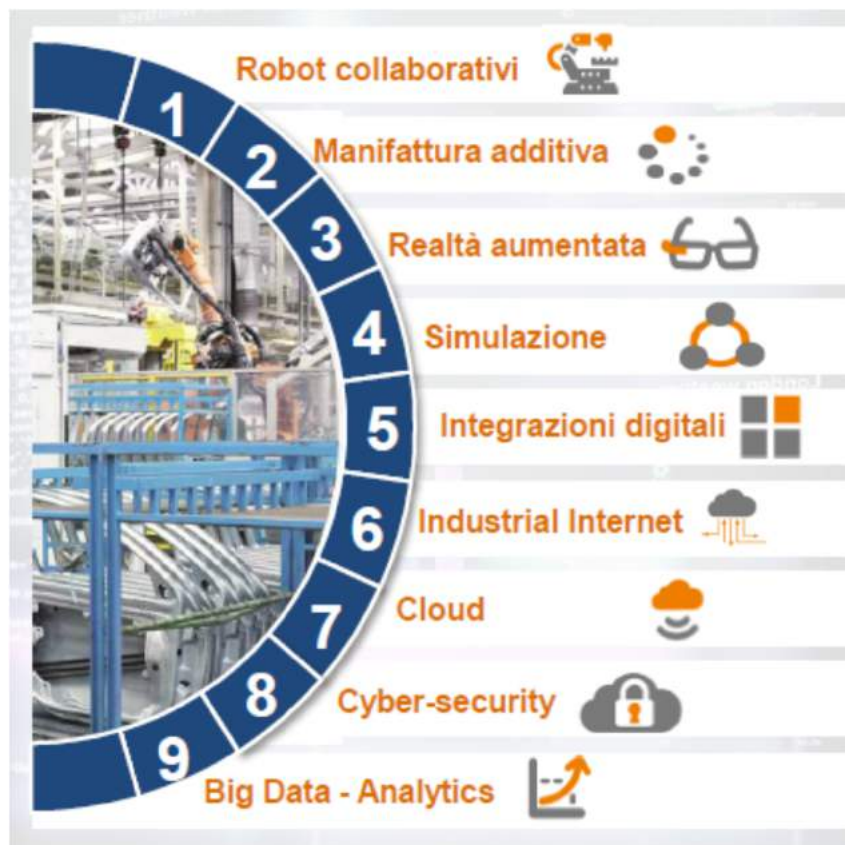 1 Robot collaborativi
2 Manifattura additiva
3 Realtà aumentata
4 Simulazione
5 Integrazioni digitali
6 Industrial Internet
7 Cloud
8 Cyber-security
9 Big Data - Analytics